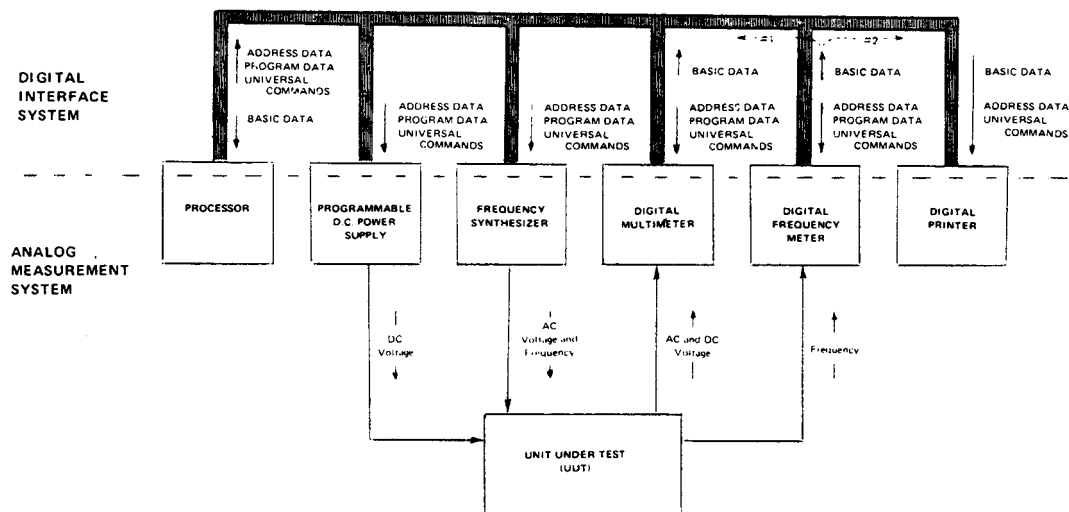 DIGITAL
INTERFACE
SYSTEM
ADDRESS DATA
PROGRAM DATA
UNIVERSAL
COMMANDS
BASIC DATA
ADDRESS DATA
PROGRAM DATA
UNIVERSAL
COMMANDS
ADDRESS DATA
PROGRAM DATA
UNIVERSAL
COMMANDS
BASIC DATA
ADDRESS DATA
PROGRAM DATA
UNIVERSAL
COMMANDS
#1
#2
BASIC DATA
ADDRESS DATA
PROGRAM DATA
UNIVERSAL
COMMANDS
BASIC DATA
ADDRESS DATA
UNIVERSAL
COMMANDS
PROCESSOR
PROGRAMMABLE
D.C. POWER
SUPPLY
FREQUENCY
SYNTHESIZER
DIGITAL
MULTIMETER
DIGITAL
FREQUENCY
METER
DIGITAL
PRINTER
ANALOG
MEASUREMENT
SYSTEM
DC
Voltage
AC
Voltage and
Frequency
AC and DC
Voltage
Frequency
UNIT UNDER TEST
(UUT)